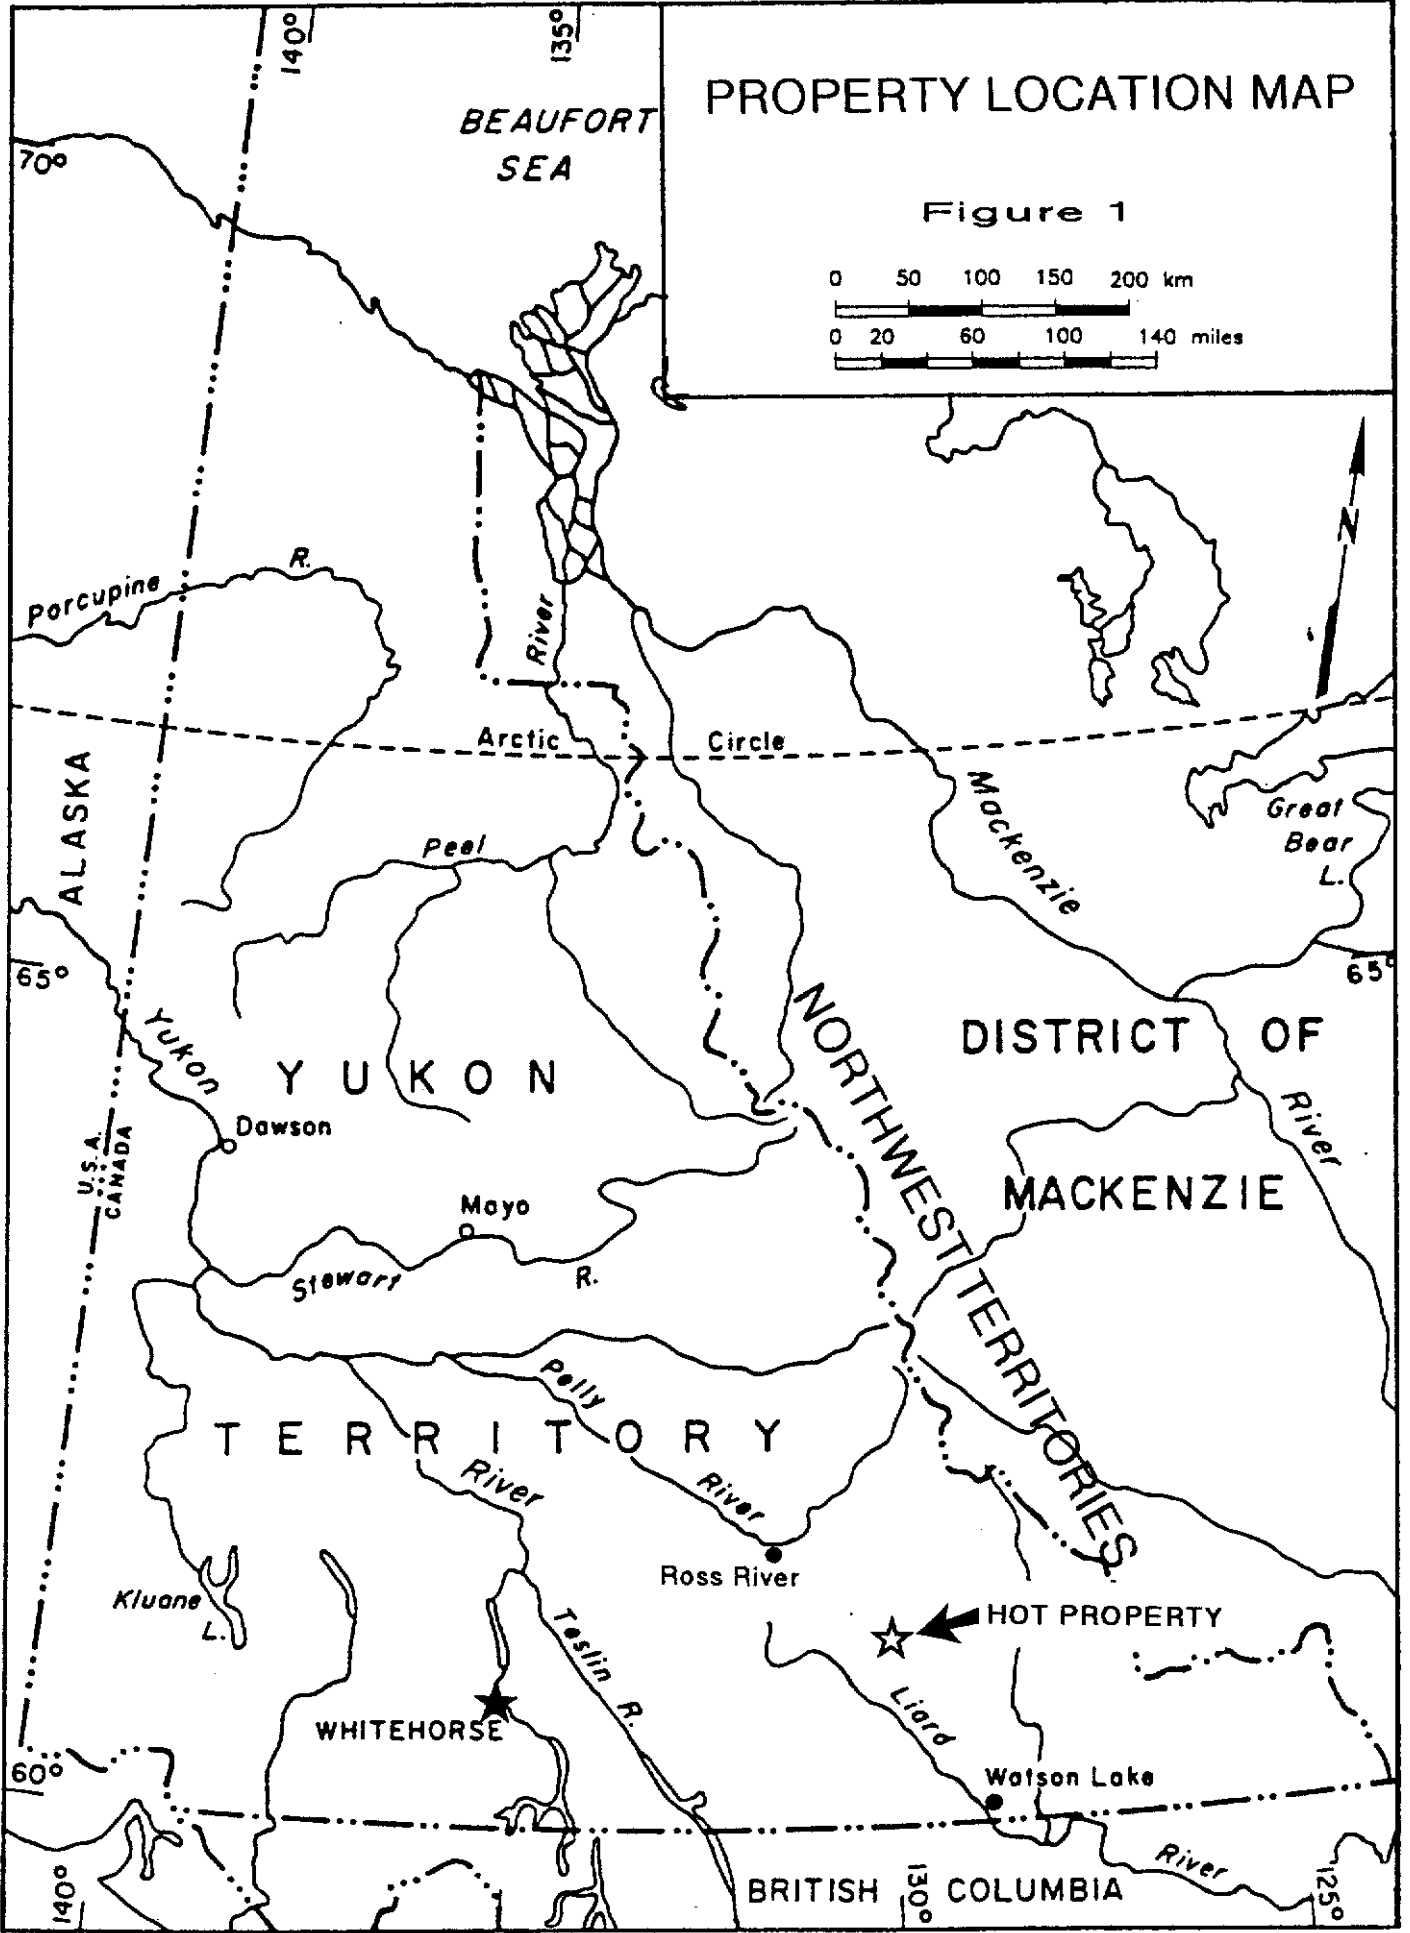 140°
135°
BEAUFORT
SEA
PROPERTY LOCATION MAP
Figure 1
0 50 100 150 200 km
0 20 60 100 140 miles
70°
N
Porcupine R.
River
Arctic Circle
ALASKA
Peel
Mackenzie
Great
Bear
L.
65°
65°
Yukon
YUKON
NORTHWEST TERRITORIES
DISTRICT OF
MACKENZIE
River
Dawson
U.S.A.
CANADA
Mayo
Stewart R.
Pelly
TERRITORY
River
River
Ross River
Kluane
L.
HOT PROPERTY
Teslin R.
Liard
WHITEHORSE
60°
Watson Lake
River
BRITISH COLUMBIA
140°
130°
125°